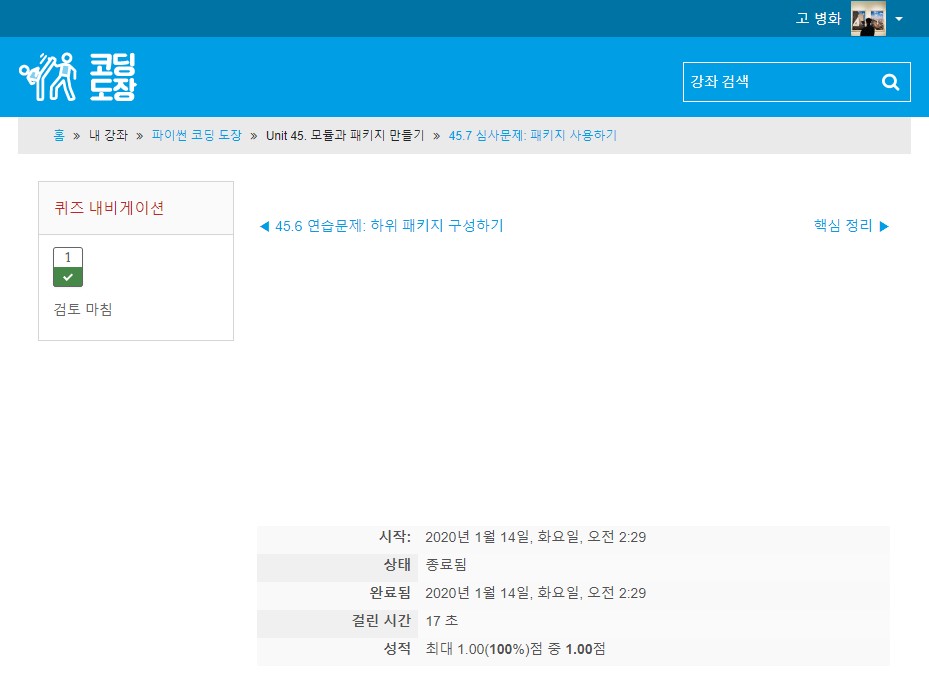 고 병화
코딩
도장
강좌 검색
홈 » 내 강좌 » 파이썬 코딩 도장 » Unit 45. 모듈과 패키지 만들기 » 45.7 심사문제: 패키지 사용하기
퀴즈 내비게이션
1
검토 마침
◀ 45.6 연습문제: 하위 패키지 구성하기
핵심 정리 ▶
시작: 2020년 1월 14일, 화요일, 오전 2:29
상태 종료됨
완료됨 2020년 1월 14일, 화요일, 오전 2:29
걸린 시간 17 초
성적 최대 1.00(100%)점 중 1.00점